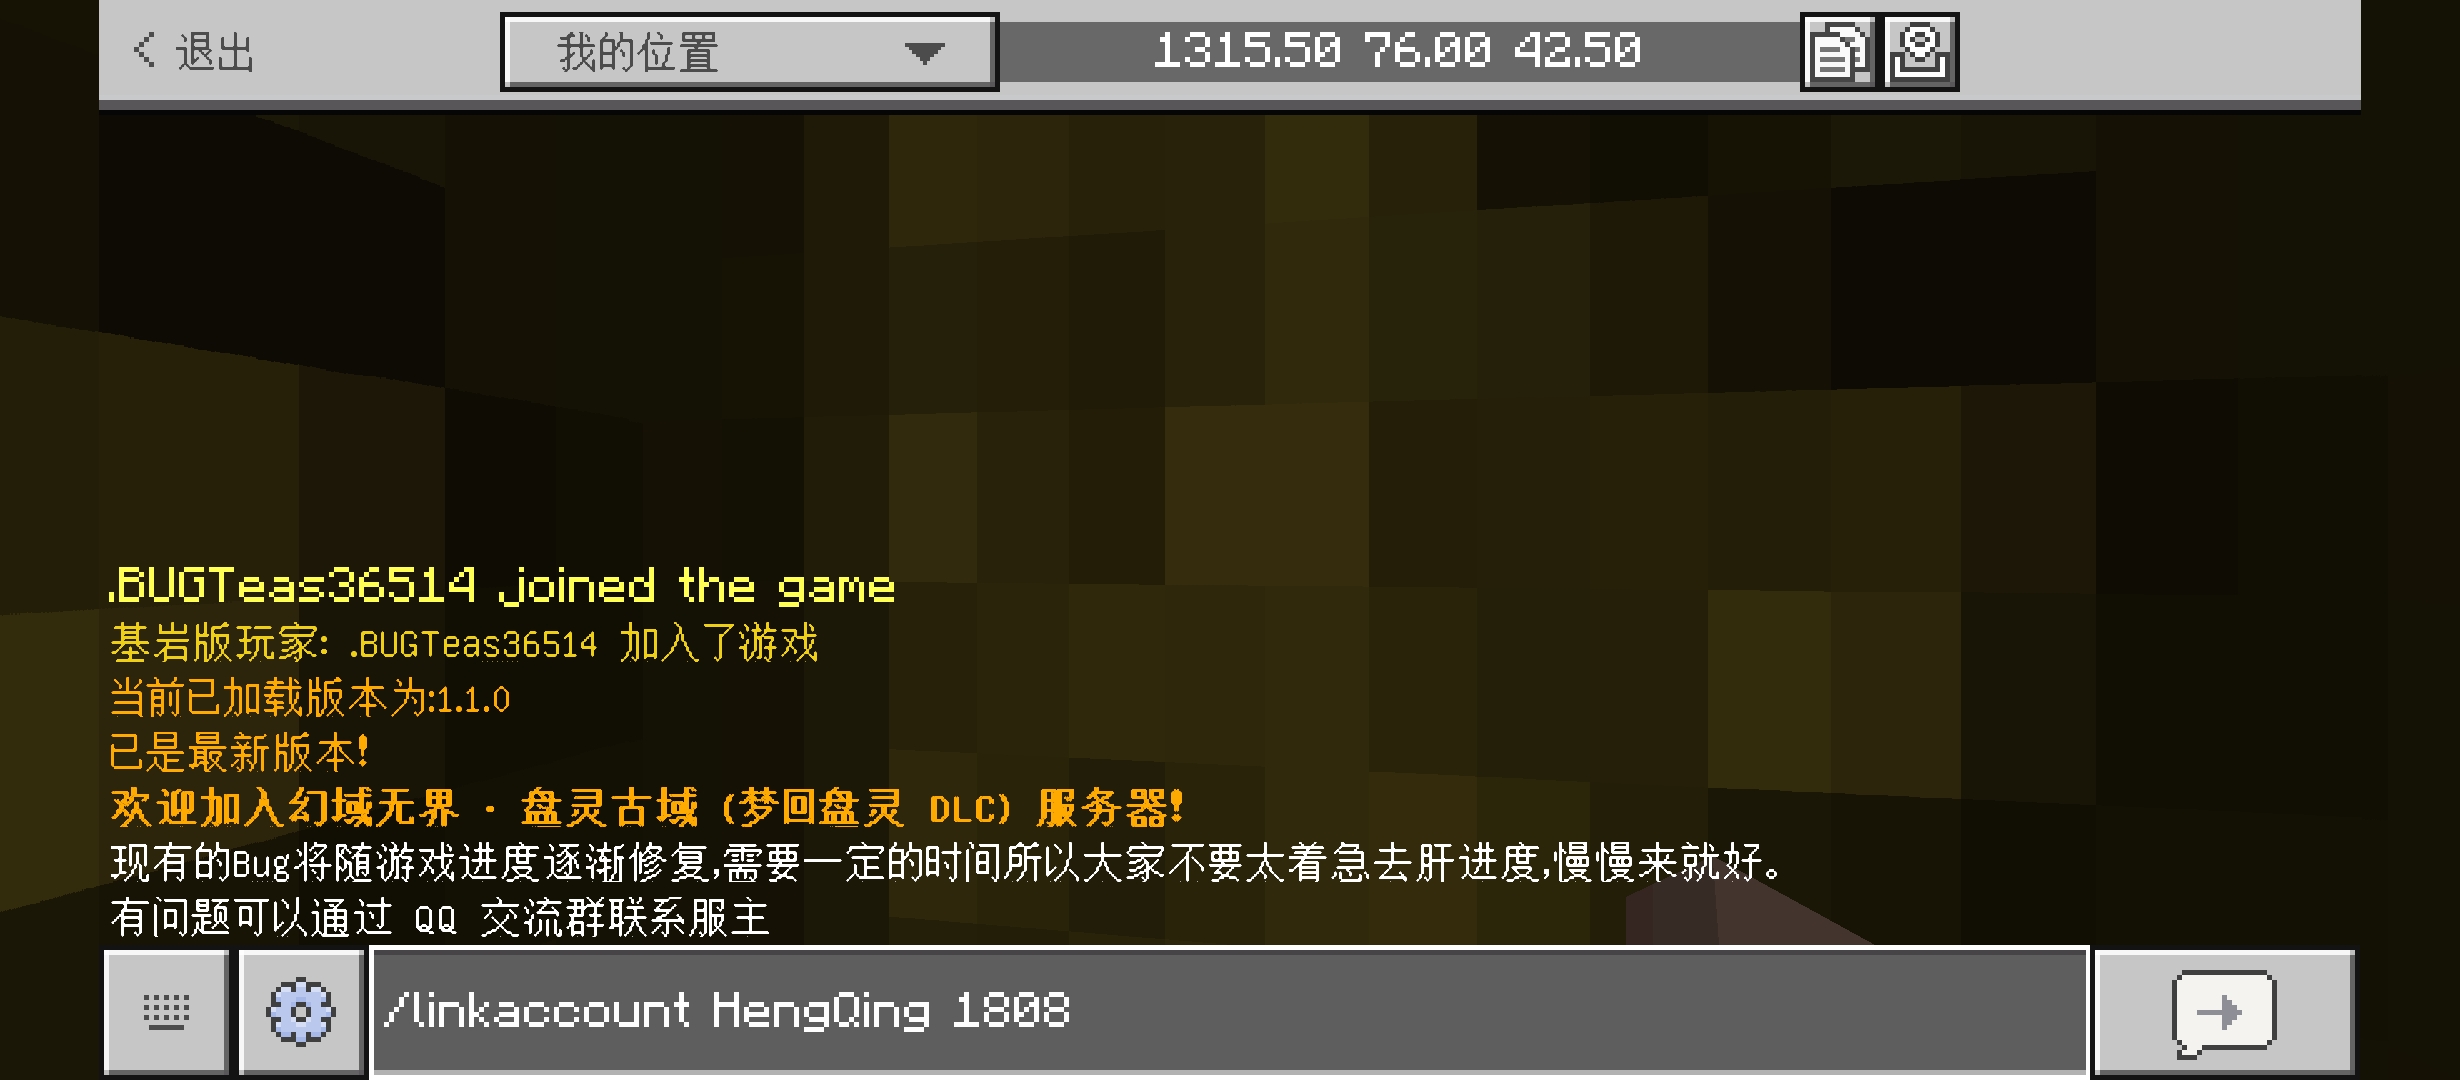 退出
我的位置
1315.50 76.00 42.50
.BUGTeas36514 joined the game
基岩版玩家: .BUGTeas36514 加入了游戏
当前已加载版本为:1.1.0
已是最新版本!
欢迎加入幻域无界 · 盘灵古域 (梦回盘灵 DLC) 服务器!
现有的Bug将随游戏进度逐渐修复,需要一定的时间所以大家不要太着急去肝进度,慢慢来就好。
有问题可以通过 QQ 交流群联系服主
/linkaccount HengQing 1808